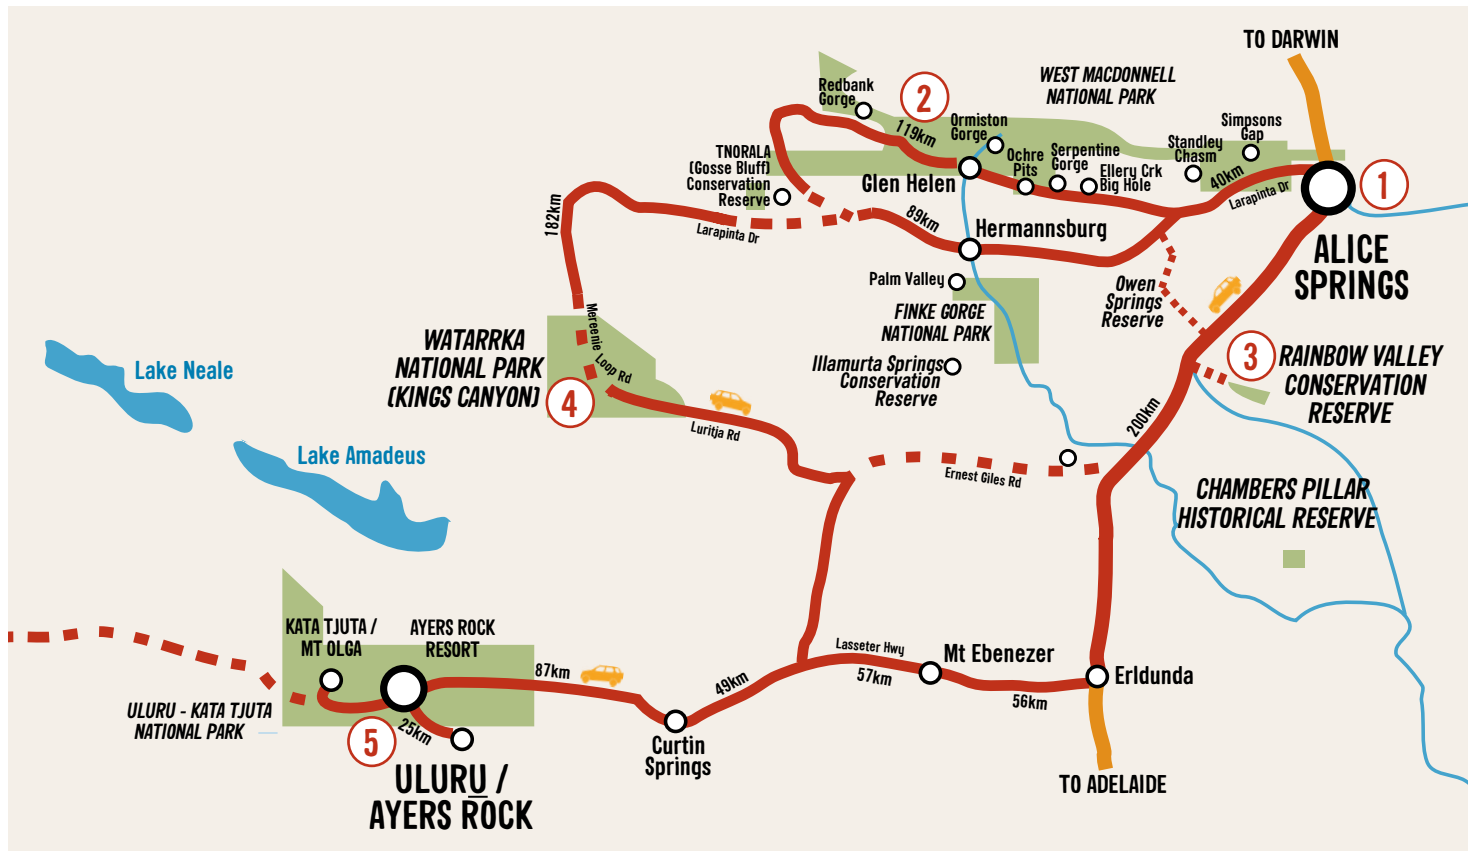 TO DARWIN
WEST MACDONNELL
NATIONAL PARK
Redbank
Gorge
2
119km
Ormiston
Gorge
Simpsons
Gap
Standley
Chasm
Ochre
Pits
Serpentine
Gorge
Ellery Crk
Big Hole
40km
Larapinta Dr
1
TNORALA
(Gosse Bluff)
Conservation
Reserve
Glen Helen
182km
Larapinta Dr
89km
Hermannsburg
ALICE
SPRINGS
Palm Valley
FINKE GORGE
NATIONAL PARK
Owen
Springs
Reserve
Mereenie
Loop Rd
WATARRKA
NATIONAL PARK
(KINGS CANYON)
4
Illamurta Springs
Conservation
Reserve
3
RAINBOW VALLEY
CONSERVATION
RESERVE
Lake Neale
Luritja Rd
200km
Lake Amadeus
Ernest Giles Rd
CHAMBERS PILLAR
HISTORICAL RESERVE
KATA TJUTA /
MT OLGA
AYERS ROCK
RESORT
87km
49km
Lasseter Hwy
57km
Mt Ebenezer
56km
Erldunda
ULURU - KATA TJUTA
NATIONAL PARK
5
25km
Curtin
Springs
ULURU /
AYERS ROCK
TO ADELAIDE